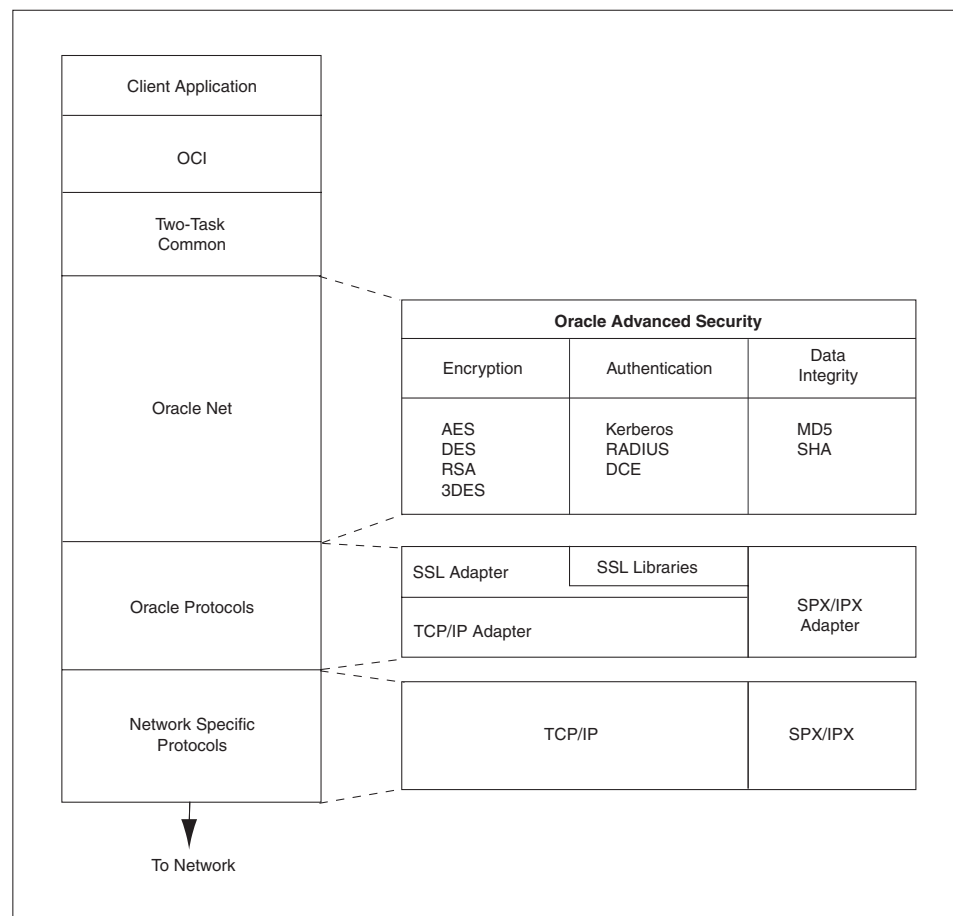 Client Application
OCI
Two-Task
Common
Oracle Net
Oracle Protocols
Network Specific
Protocols
To Network
Oracle Advanced Security
Encryption
Authentication
Data
Integrity
AES
DES
RSA
3DES
Kerberos
RADIUS
DCE
MD5
SHA
SSL Adapter
SSL Libraries
TCP/IP Adapter
SPX/IPX
Adapter
TCP/IP
SPX/IPX